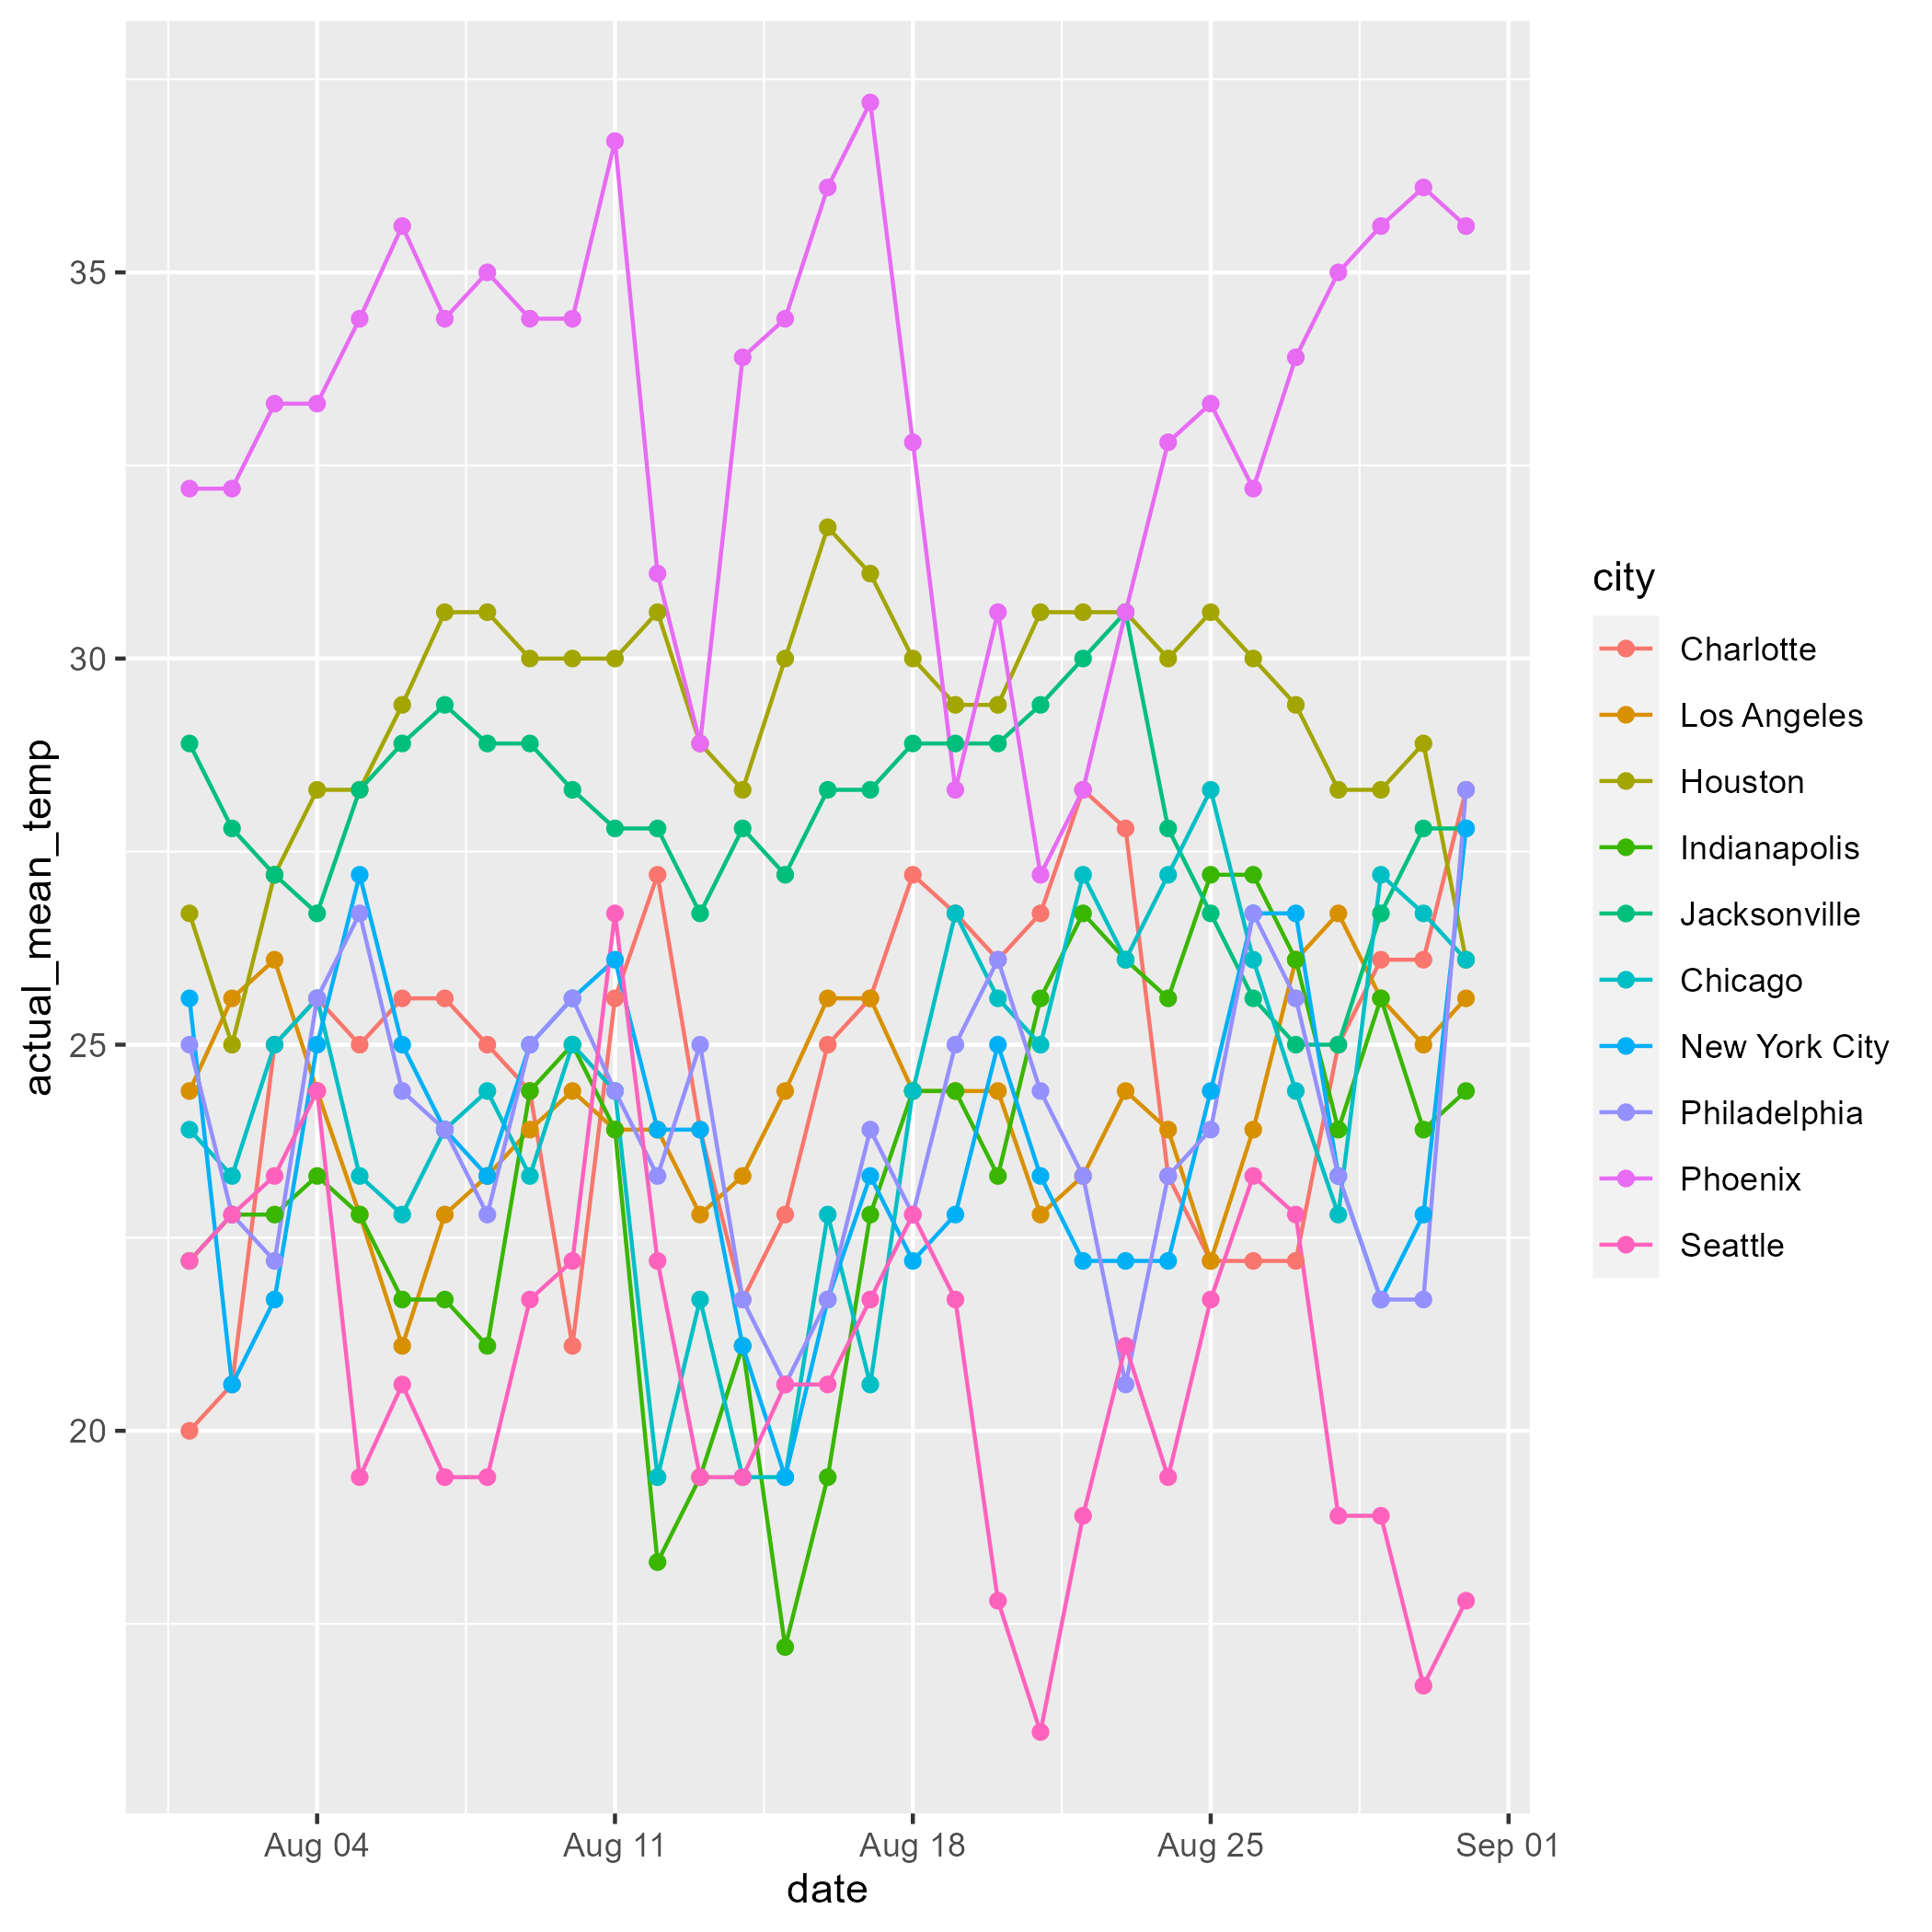 actual_mean_temp
35
30
25
20
Aug 04
Aug 11
Aug 18
Aug 25
Sep 01
date
city
Charlotte
Los Angeles
Houston
Indianapolis
Jacksonville
Chicago
New York City
Philadelphia
Phoenix
Seattle